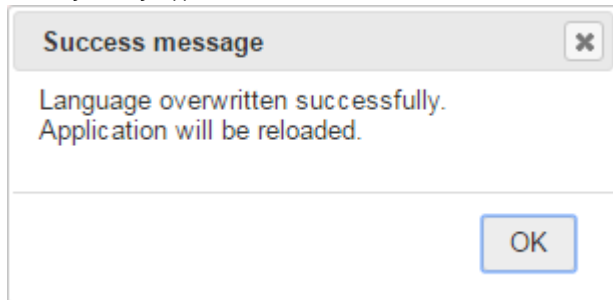 Success message
Language overwritten successfully.
Application will be reloaded.
OK